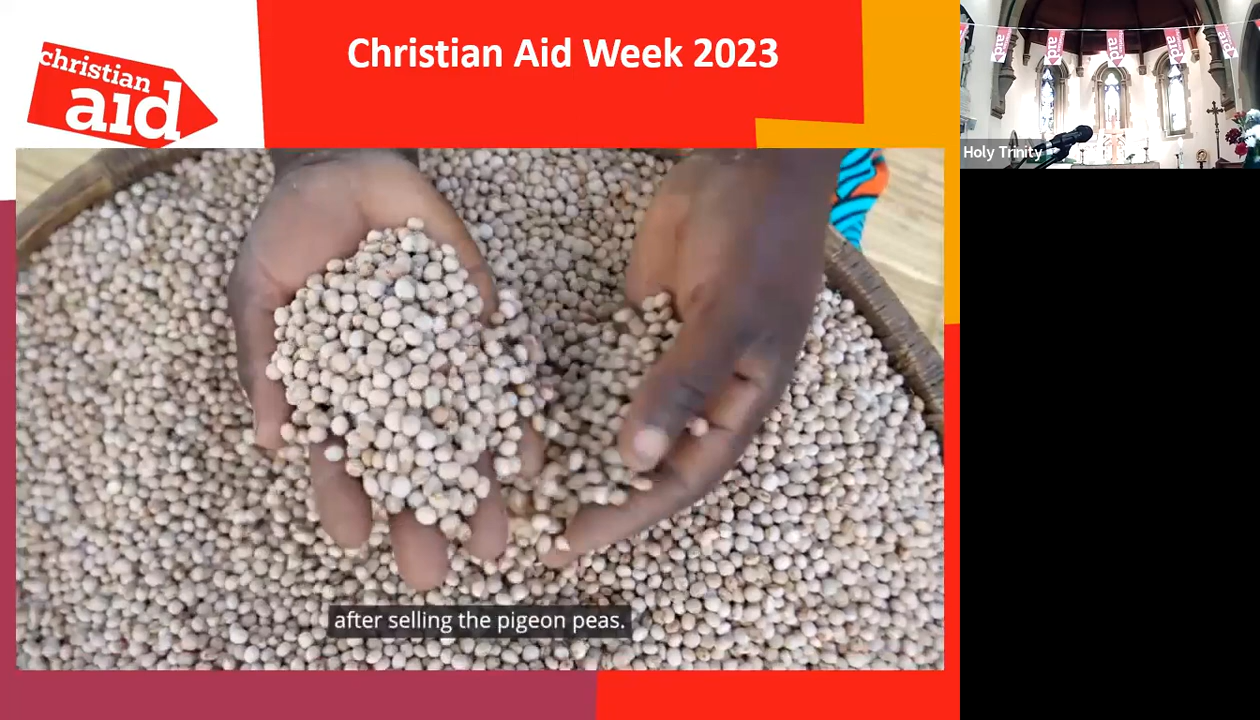 christian
aid
Christian Aid Week 2023
after selling the pigeon peas.
Holy Trinity